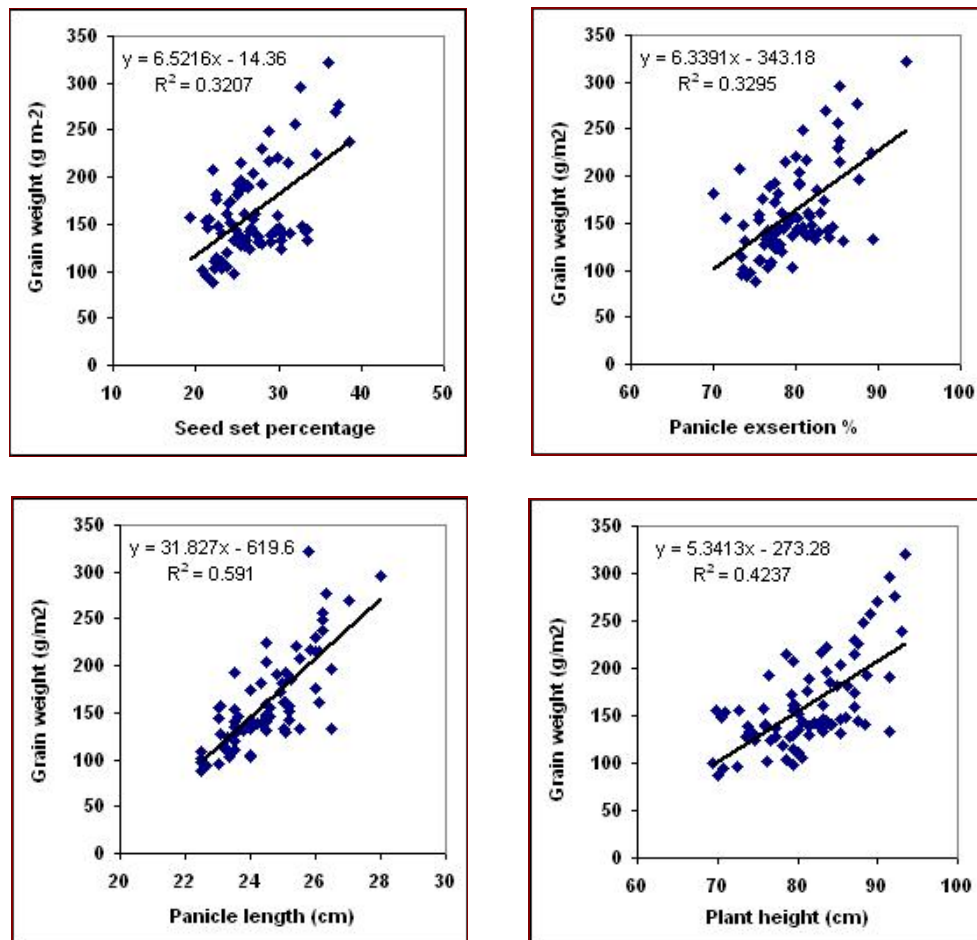 y = 6.5216x - 14.36
R² = 0.3207
Grain weight (g m-2)
350
300
250
200
150
100
50
0
10 20 30 40 50
Seed set percentage
y = 6.3391x - 343.18
R² = 0.3295
Grain weight (g/m2)
350
300
250
200
150
100
50
0
60 70 80 90 100
Panicle exsertion %
y = 31.827x - 619.6
R² = 0.591
Grain weight (g/m2)
350
300
250
200
150
100
50
0
20 22 24 26 28 30
Panicle length (cm)
y = 5.3413x - 273.28
R² = 0.4237
Grain weight (g/m2)
350
300
250
200
150
100
50
0
60 70 80 90 100
Plant height (cm)